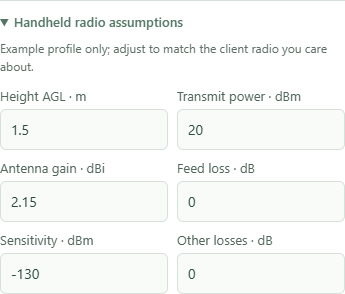 ▼ Handheld radio assumptions
Example profile only; adjust to match the client radio you care
about.
Height AGL · m
Transmit power · dBm
1.5
20
Antenna gain · dBi
Feed loss · dB
2.15
0
Sensitivity · dBm
Other losses · dB
-130
0